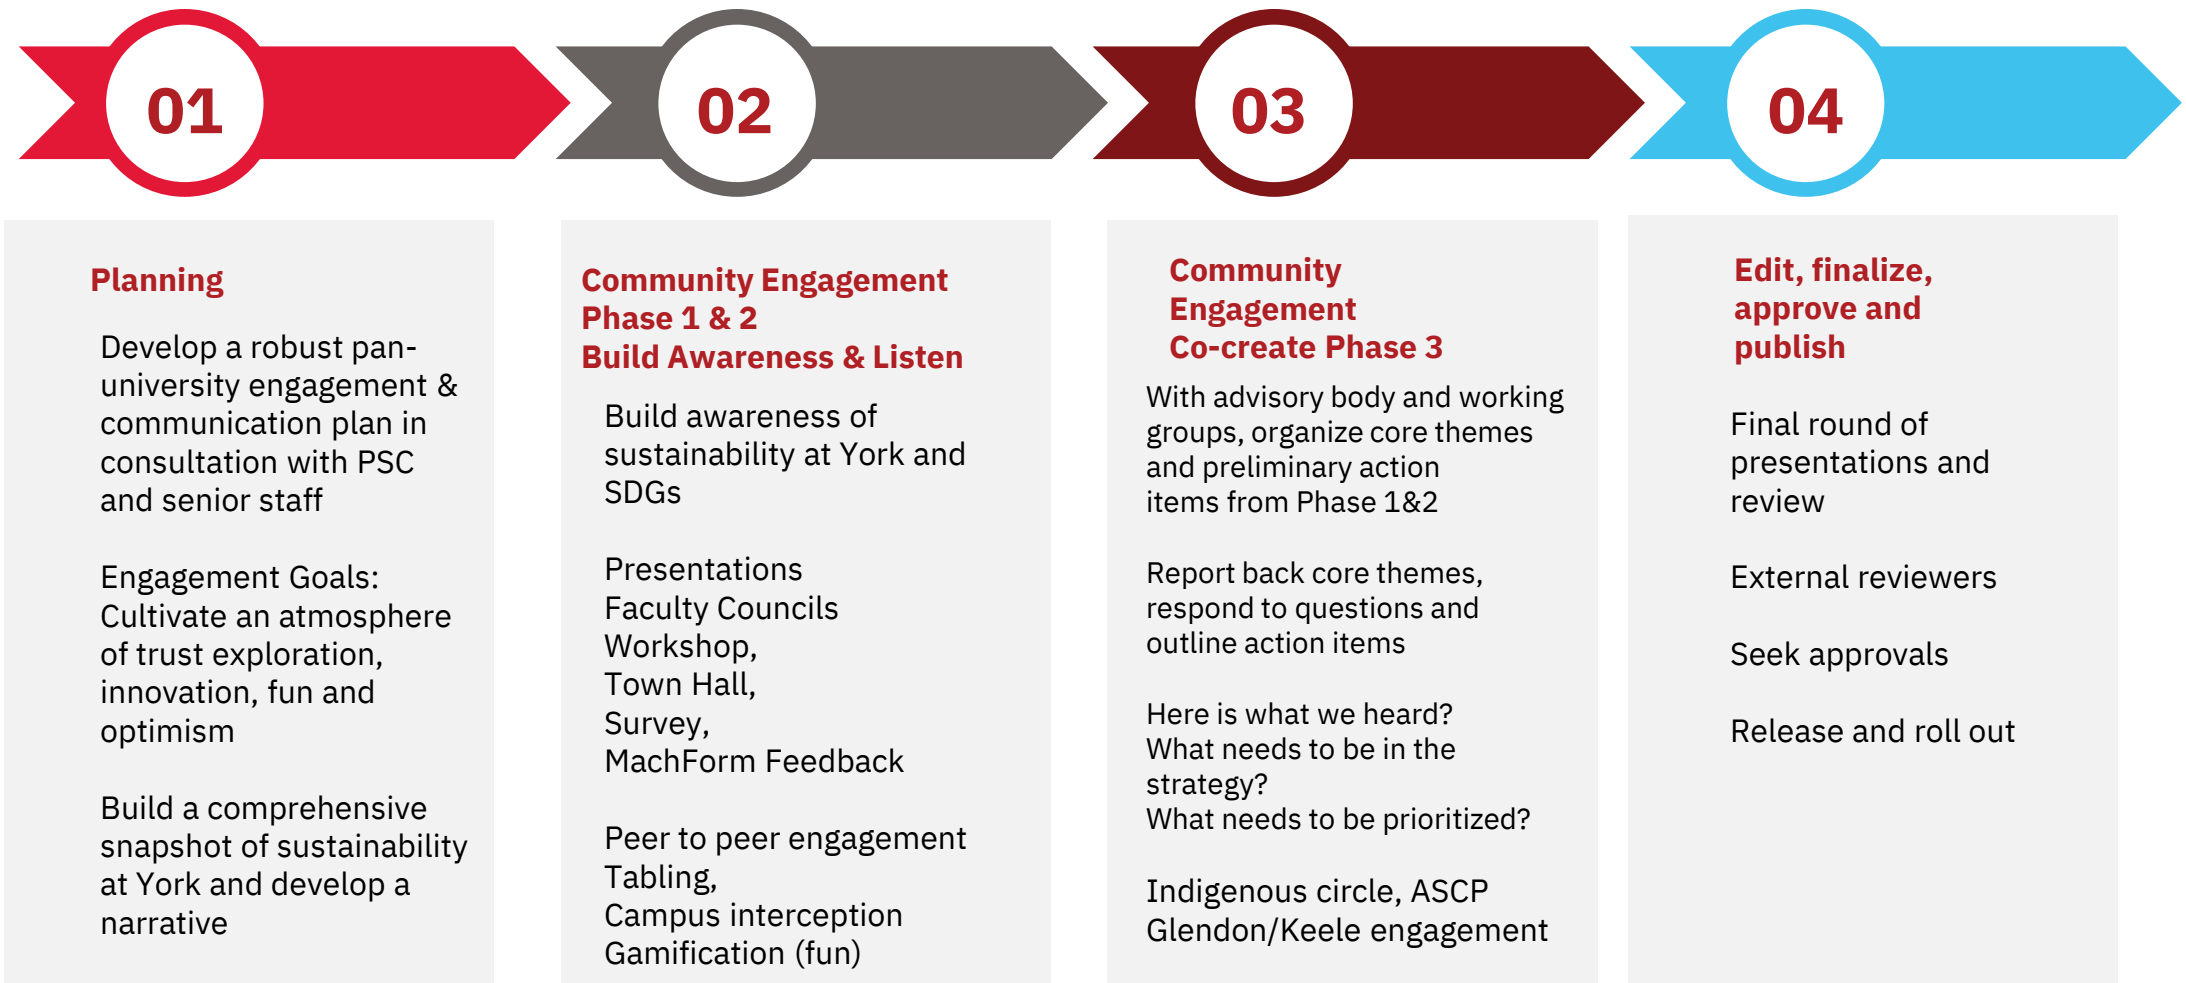 01
Planning
Develop a robust pan-
university engagement &
communication plan in
consultation with PSC
and senior staff
Engagement Goals:
Cultivate an atmosphere
of trust exploration,
innovation, fun and
optimism
Build a comprehensive
snapshot of sustainability
at York and develop a
narrative
02
Community Engagement
Phase 1 & 2
Build Awareness & Listen
Build awareness of
sustainability at York and
SDGs
Presentations
Faculty Councils
Workshop,
Town Hall,
Survey,
MachForm Feedback
Peer to peer engagement
Tabling,
Campus interception
Gamification (fun)
03
Community
Engagement
Co-create Phase 3
With advisory body and working
groups, organize core themes
and preliminary action
items from Phase 1&2
Report back core themes,
respond to questions and
outline action items
Here is what we heard?
What needs to be in the
strategy?
What needs to be prioritized?
Indigenous circle, ASCP
Glendon/Keele engagement
04
Edit, finalize,
approve and
publish
Final round of
presentations and
review
External reviewers
Seek approvals
Release and roll out